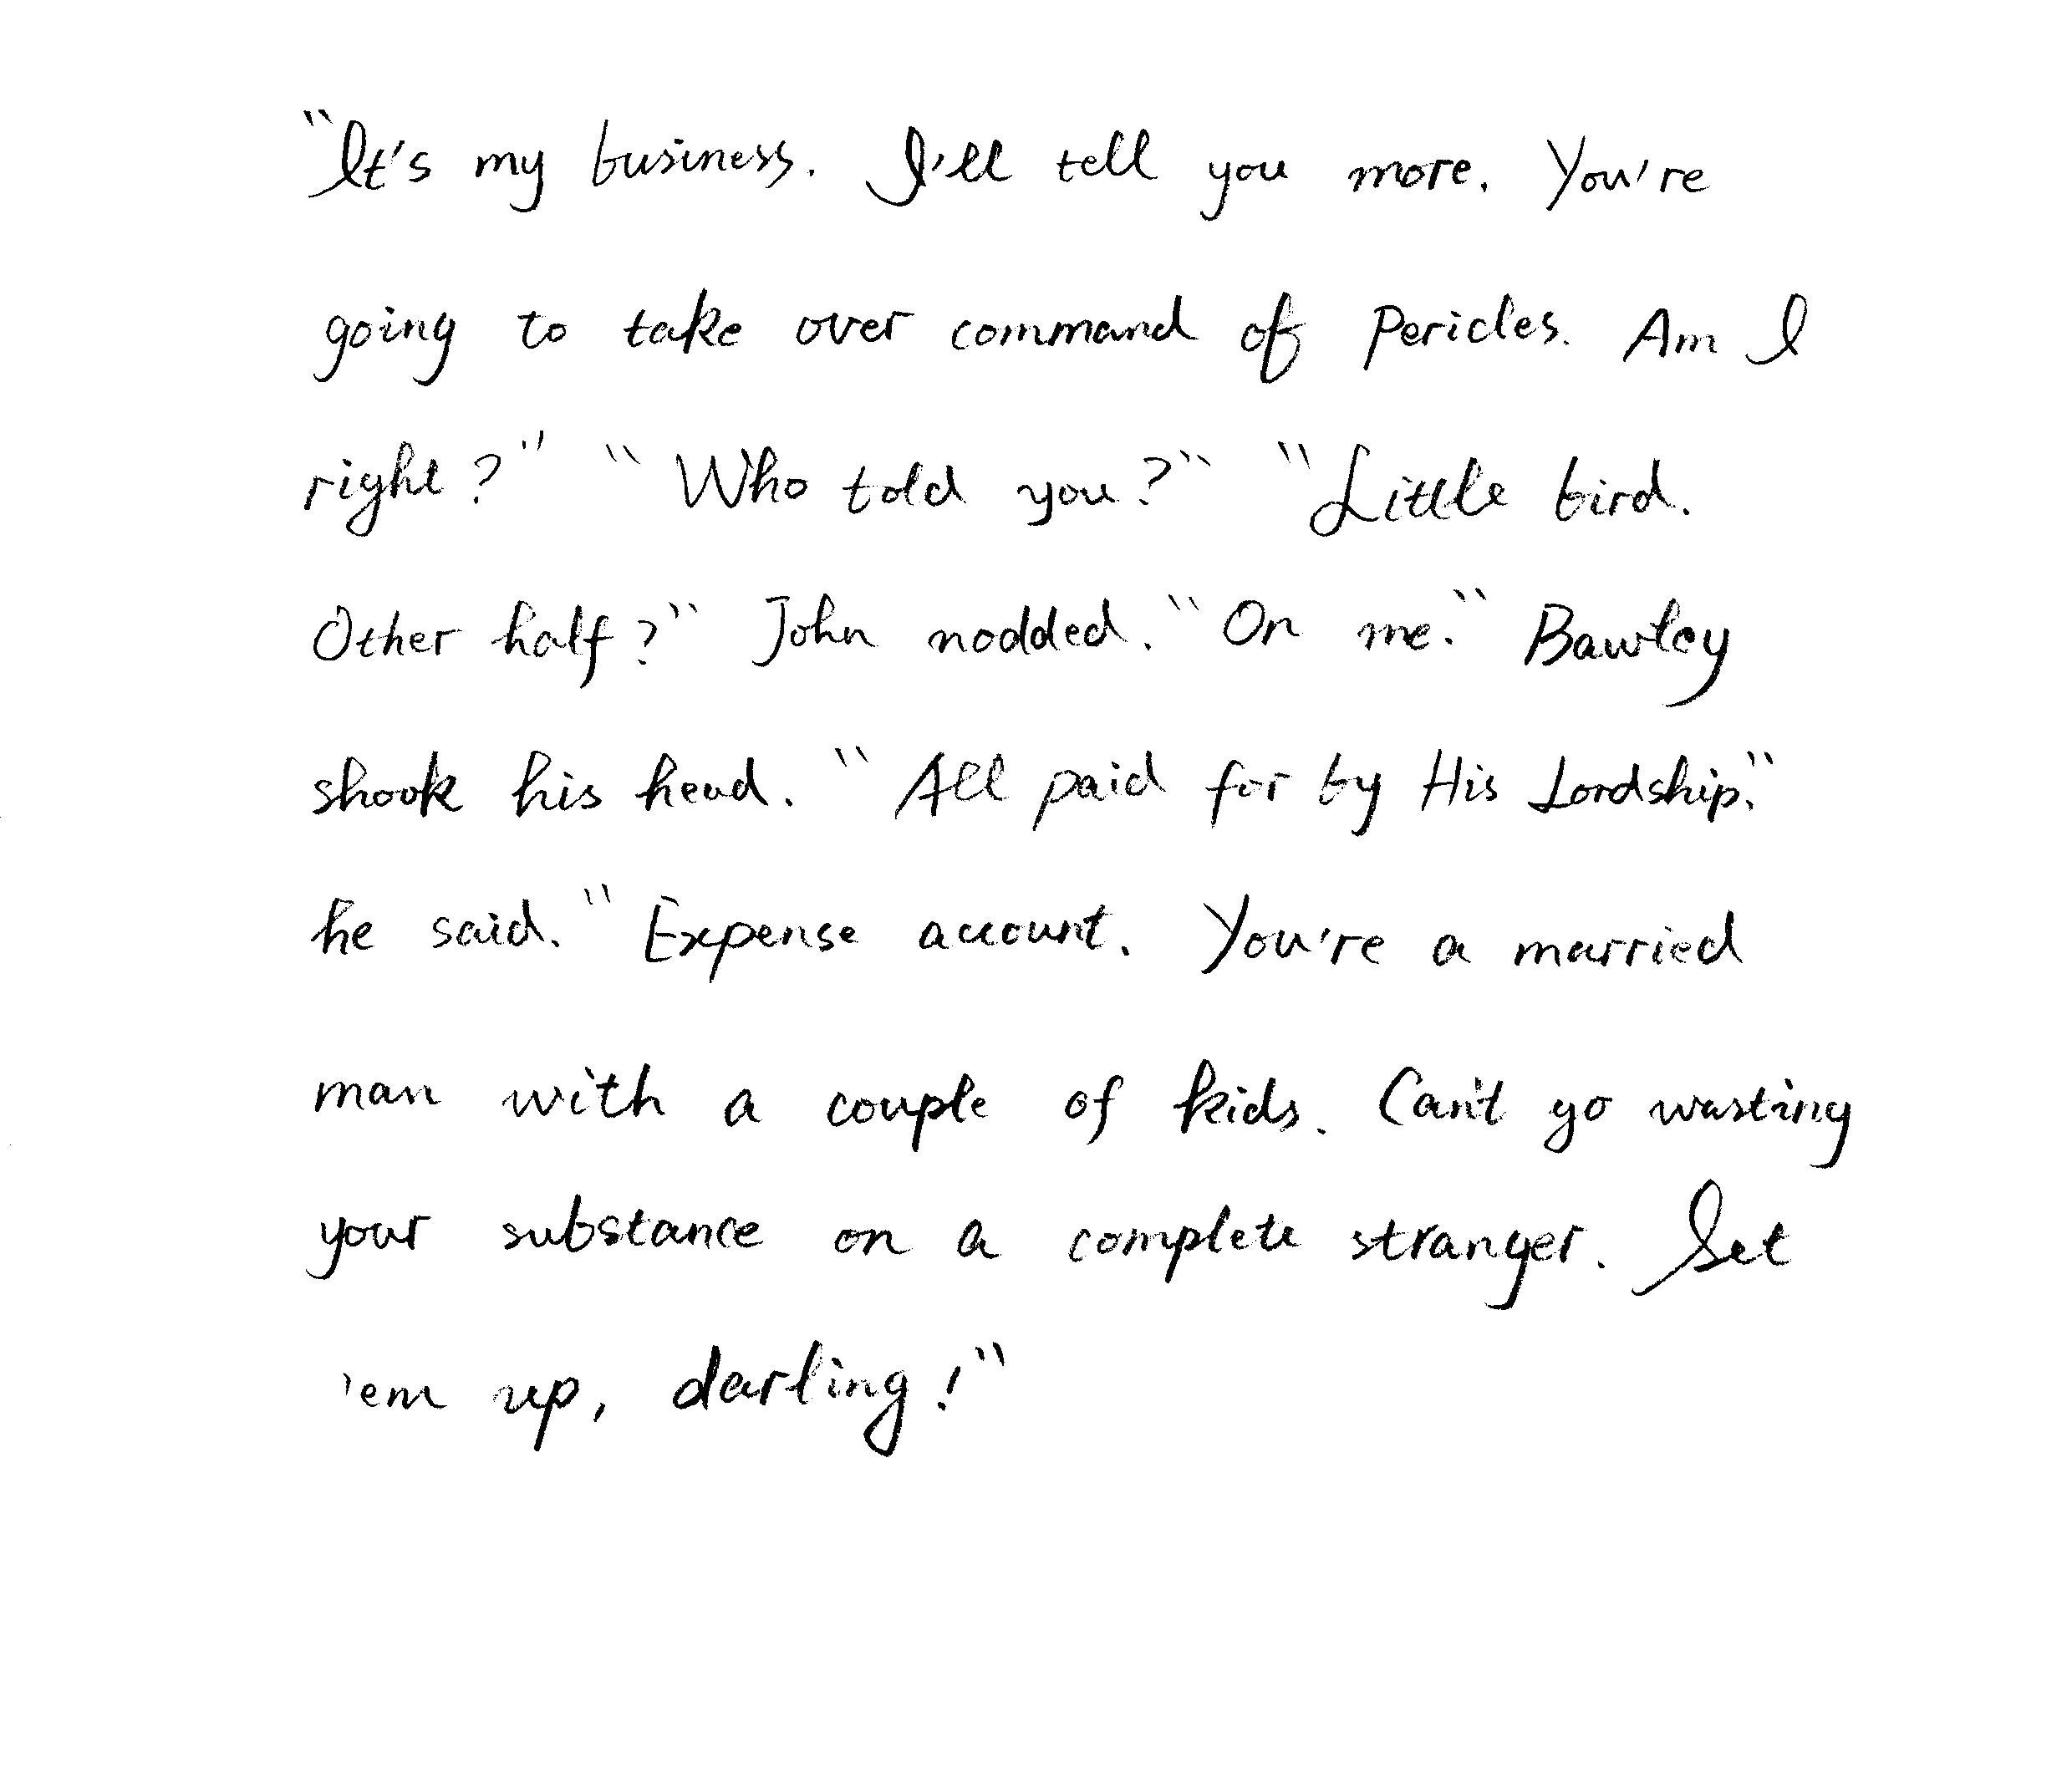 "It's my business. I'll tell you more. You're
going to take over command of Pericles. Am I
right?" "Who told you?" "Little bird.
Other half?" John nodded. "On me." Bawley
shook his head. "All paid for by His Lordship."
he said. "Expense account. You're a married
man with a couple of kids. Can't go wasting
your substance on a complete stranger. Set
'em up, darling!"